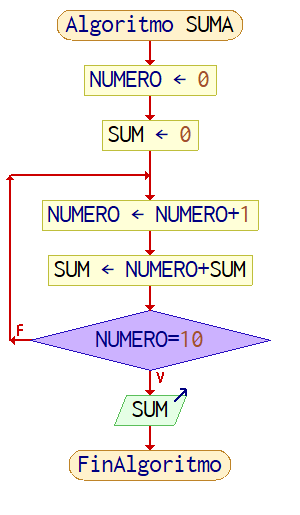 Algoritmo SUMA
NUMERO ← 0
SUM ← 0
NUMERO ← NUMERO+1
SUM ← NUMERO+SUM
NUMERO=10
F
V
SUM
FinAlgoritmo